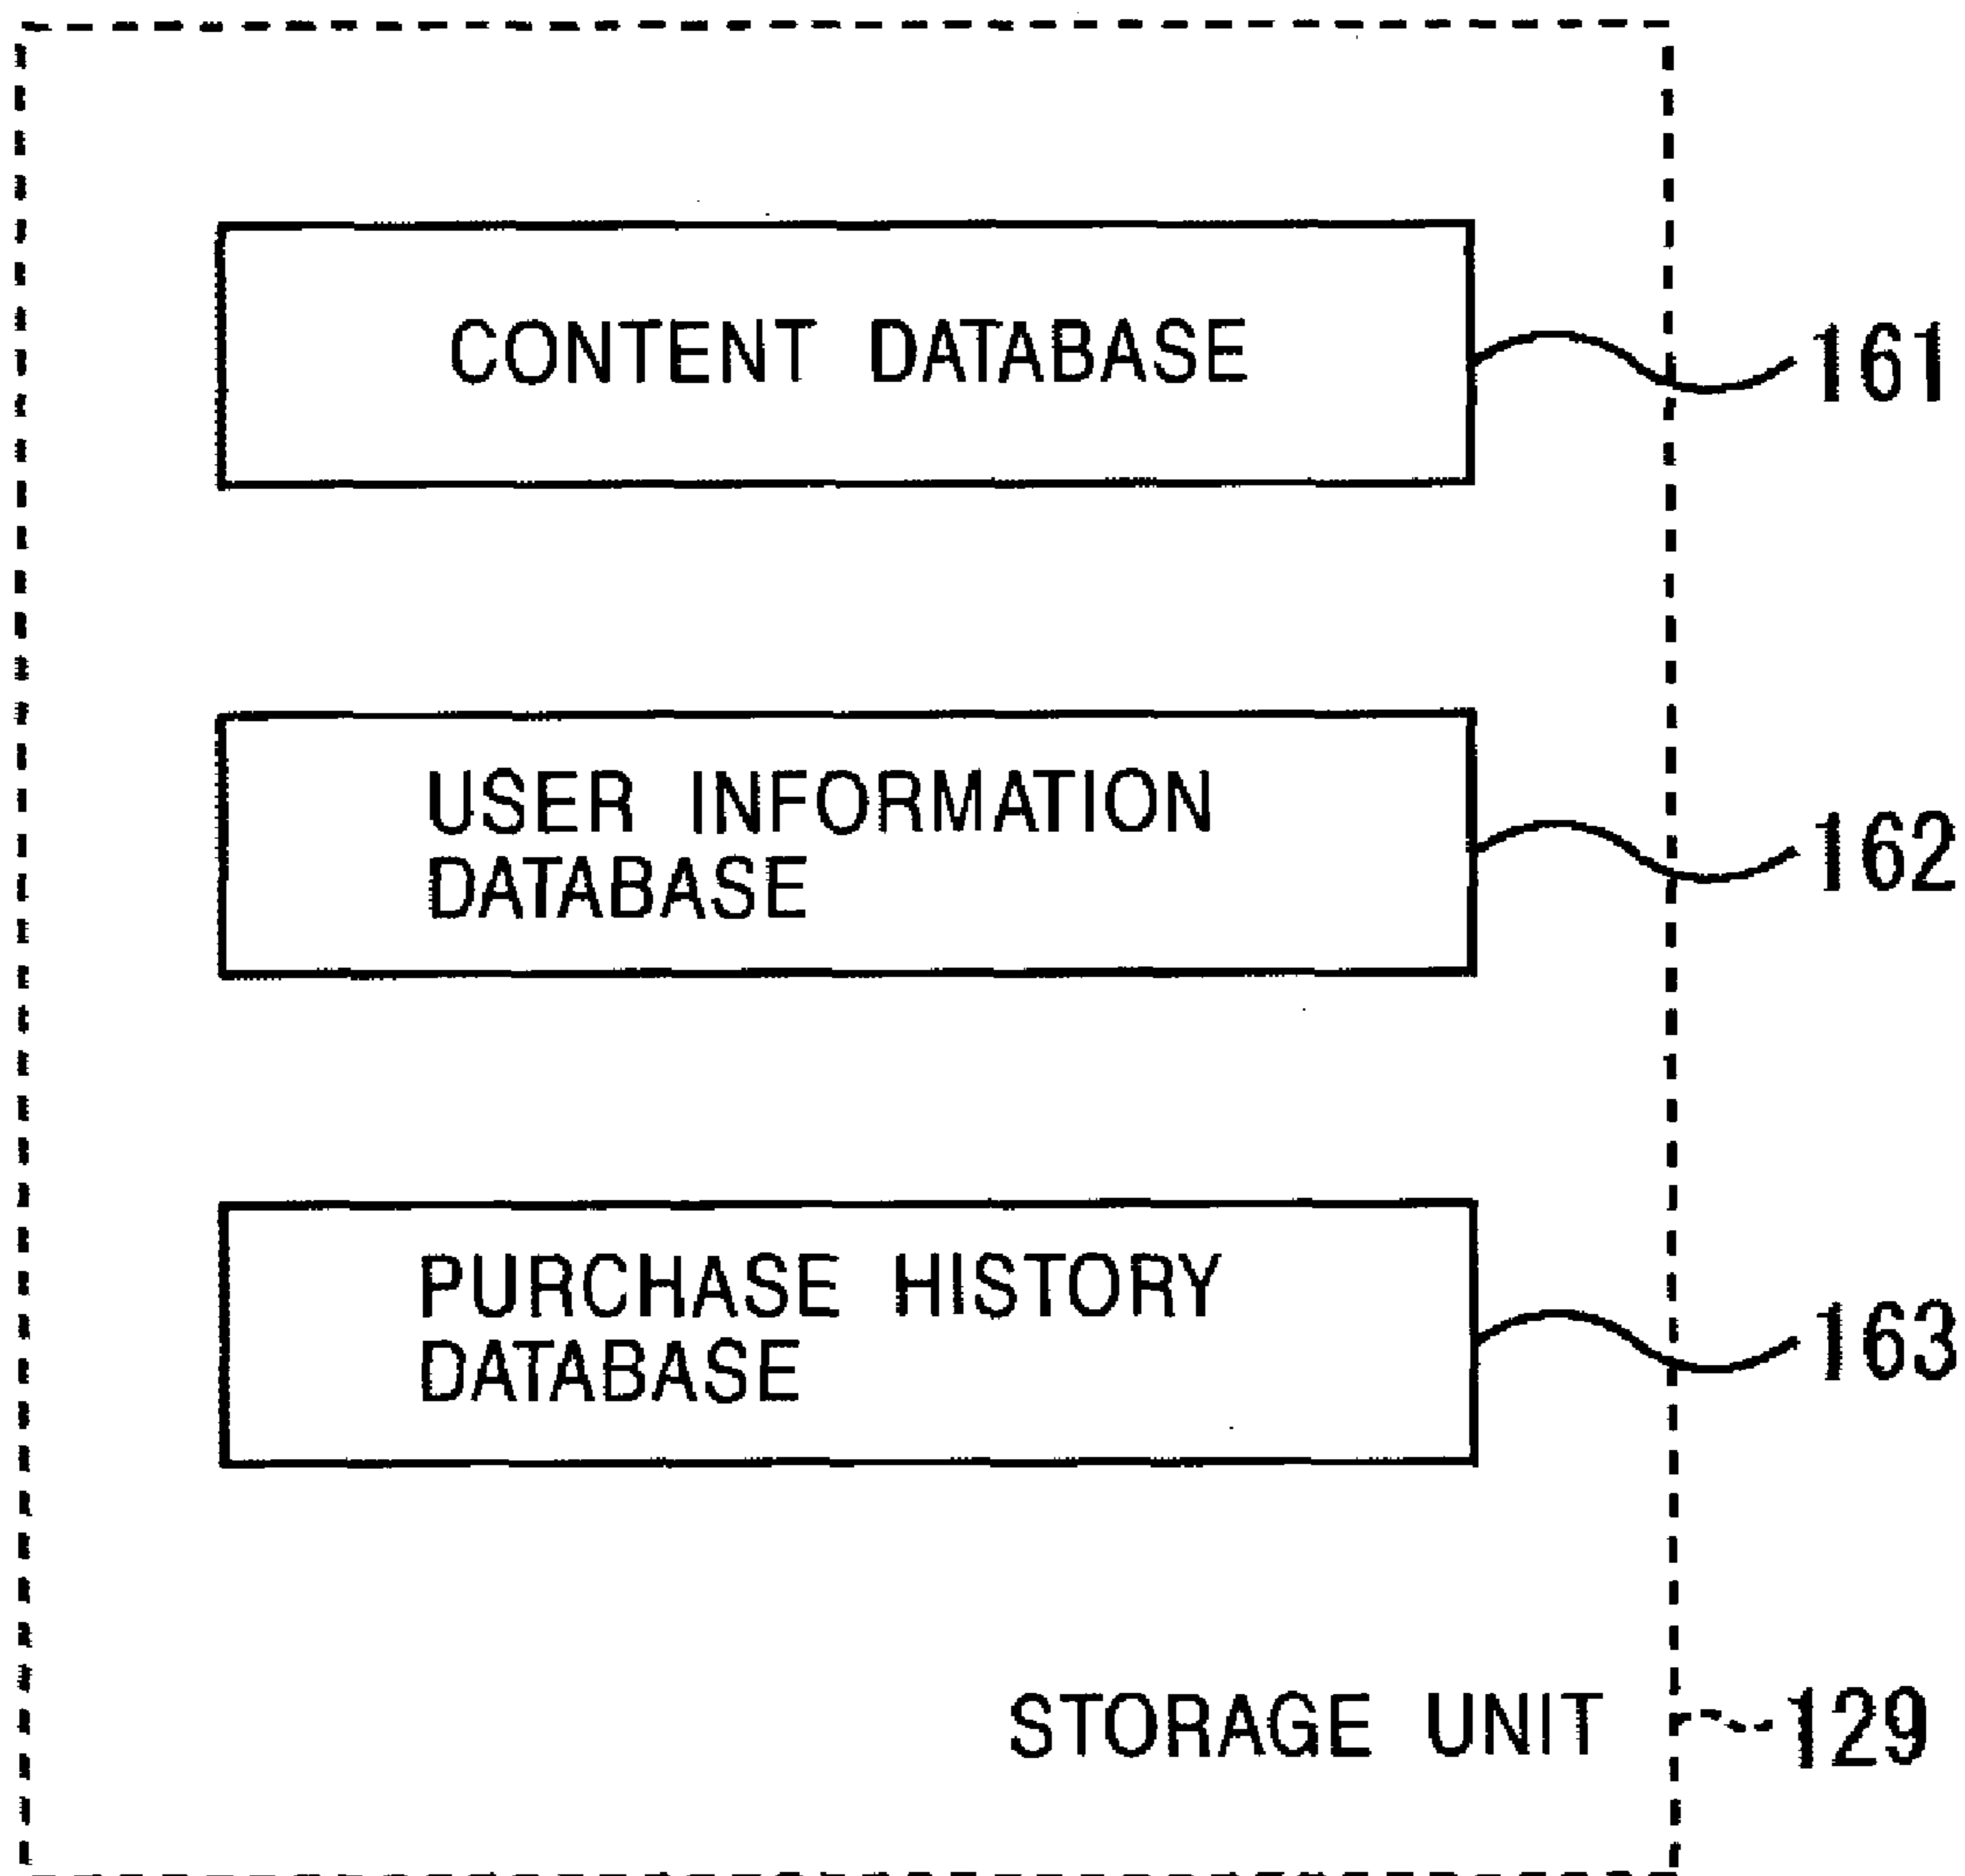 CONTENT DATABASE
161
USER INFORMATION
DATABASE
162
PURCHASE HISTORY
DATABASE
163
STORAGE UNIT
129